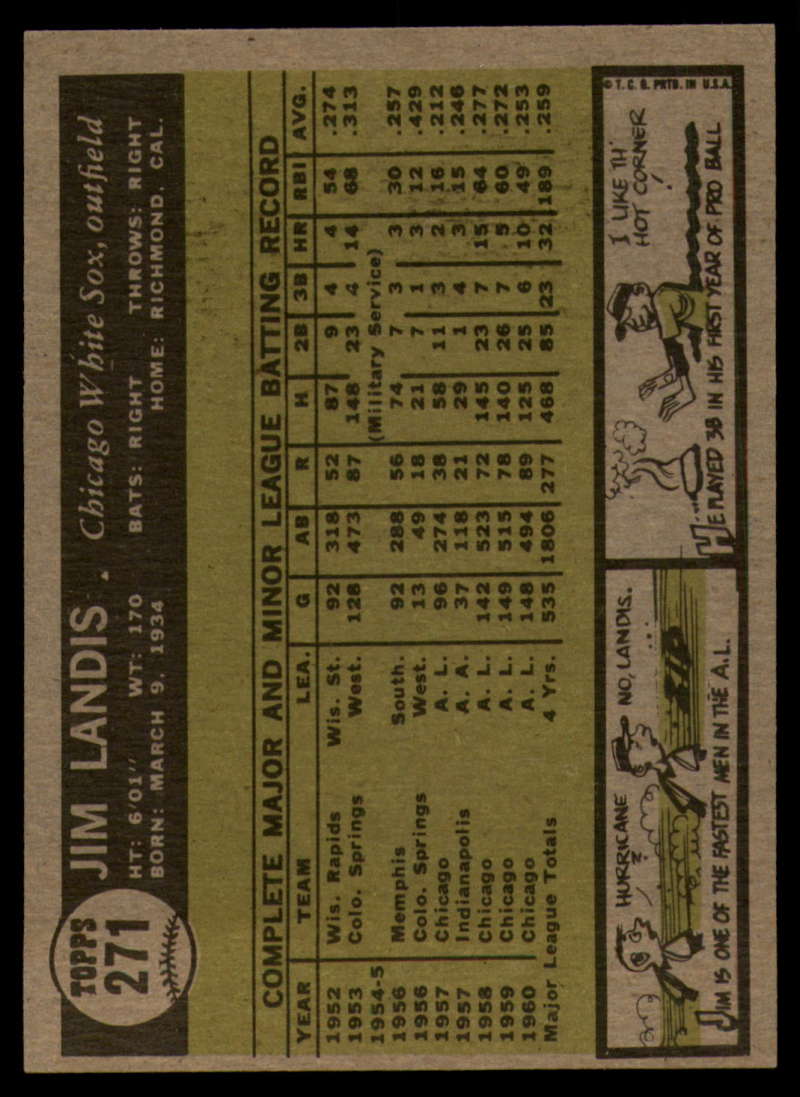 TOPPS
271
JIM LANDIS. Chicago White Sox, outfield
HT: 6'01" WT: 170 BATS: RIGHT THROWS: RIGHT
BORN: MARCH 9, 1934 HOME: RICHMOND, CAL.
COMPLETE MAJOR AND MINOR LEAGUE BATTING RECORD
YEAR TEAM LEA. G AB R H 2B 3B HR RBI AVG.
1952 Wis. Rapids Wis. St. 92 318 52 87 9 4 4 54 .274
1953 Colo. Springs West. 128 473 87 148 23 4 14 68 .313
1954-5 (Military Service)
1956 Memphis South. 92 288 56 74 7 3 3 30 .257
1956 Colo. Springs West. 13 49 18 21 7 1 3 12 .429
1957 Chicago A. L. 96 274 38 58 11 3 2 16 .212
1957 Indianapolis A. A. 37 118 21 29 1 4 3 15 .246
1958 Chicago A. L. 142 523 72 145 23 7 15 64 .277
1959 Chicago A. L. 149 515 78 140 26 7 5 60 .272
1960 Chicago A. L. 148 494 89 125 25 6 10 49 .253
Major League Totals 4 Yrs. 535 1806 277 468 85 23 32 189 .259
HURRICANE?
NO, LANDIS.
ZIP
JIM IS ONE OF THE FASTEST MEN IN THE A.L.
I LIKE TH'
HOT CORNER!
HE PLAYED 3B IN HIS FIRST YEAR OF PRO BALL
© T. C. G. PRTD. IN U.S.A.